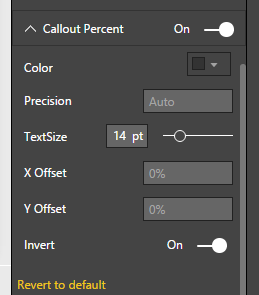 Callout Percent On
Color
Precision Auto
TextSize 14 pt
X Offset 0%
Y Offset 0%
Invert On
Revert to default